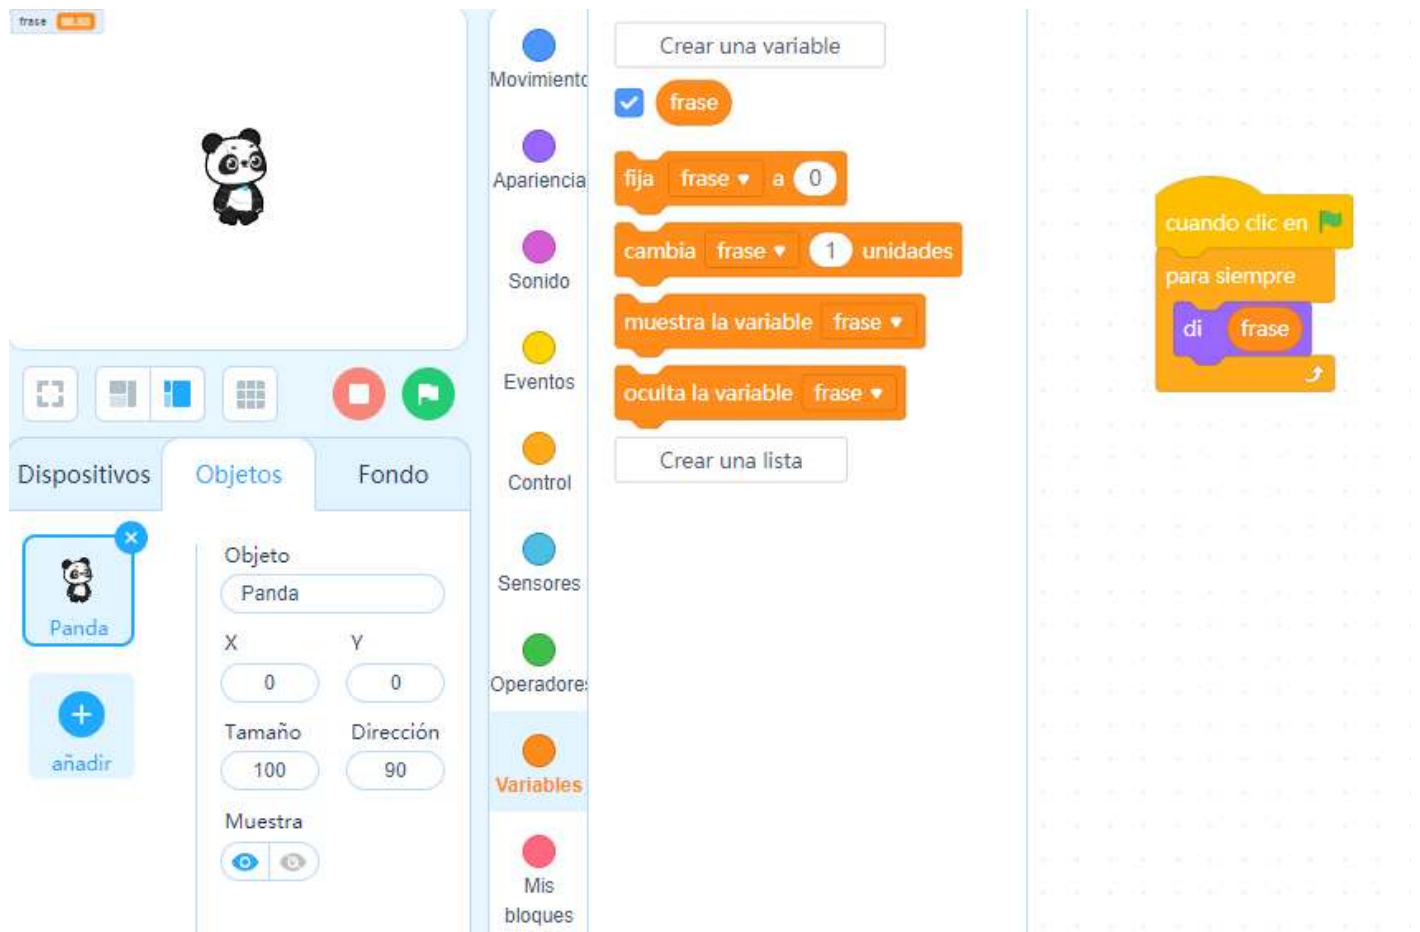 frase
Movimiento
Apariencia
Sonido
Eventos
Control
Sensores
Operadores
Variables
Mis
bloques
Crear una variable
frase
fija frase ▾ a 0
cambia frase ▾ 1 unidades
muestra la variable frase ▾
oculta la variable frase ▾
Crear una lista
cuando clic en
para siempre
di frase
Dispositivos Objetos Fondo
Panda
añadir
Objeto
Panda
X Y
0 0
Tamaño Dirección
100 90
Muestra